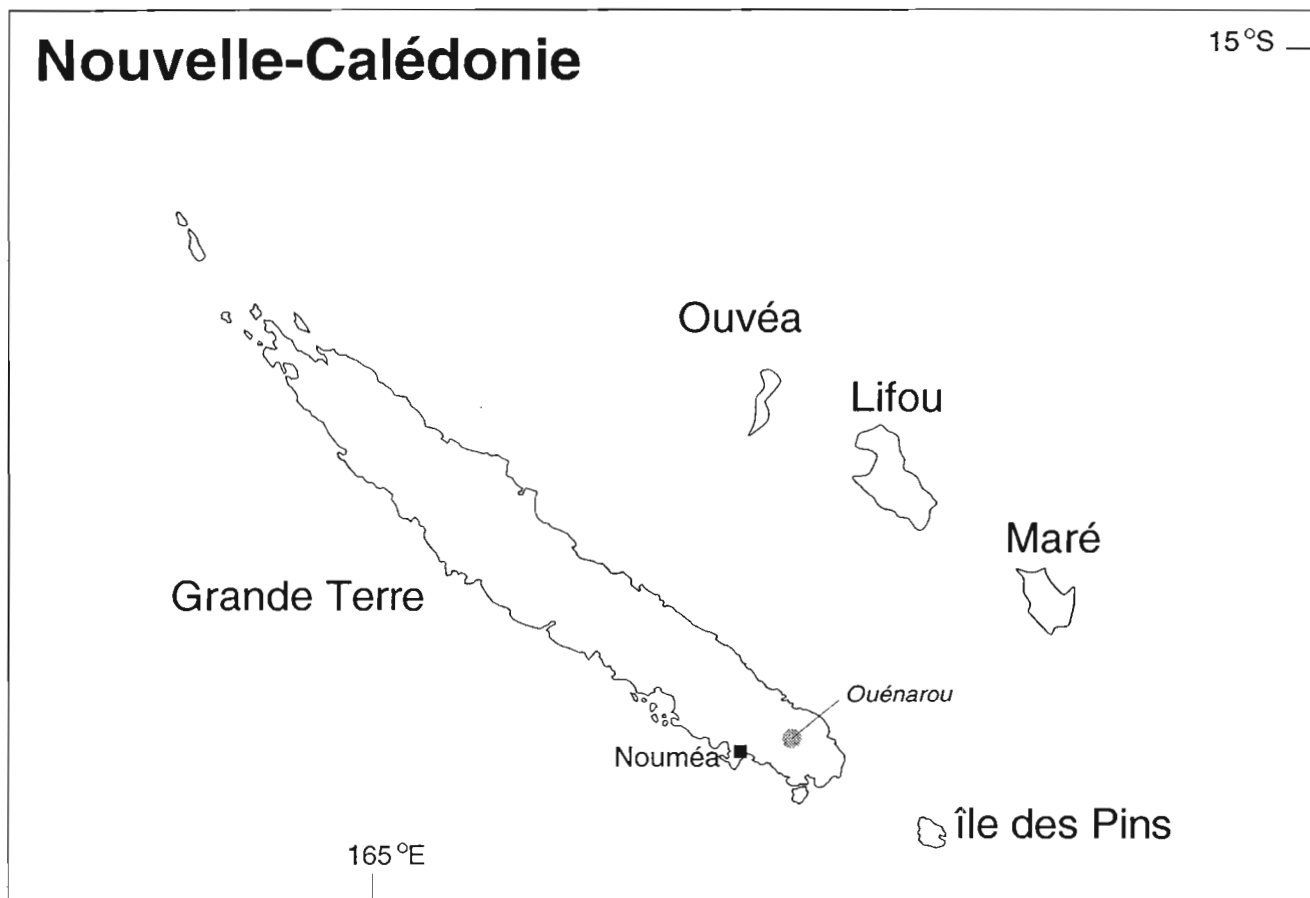 Nouvelle-Calédonie
15°S
Ouvéa
Lifou
Maré
Grande Terre
Ouénarou
Nouméa
île des Pins
165°E